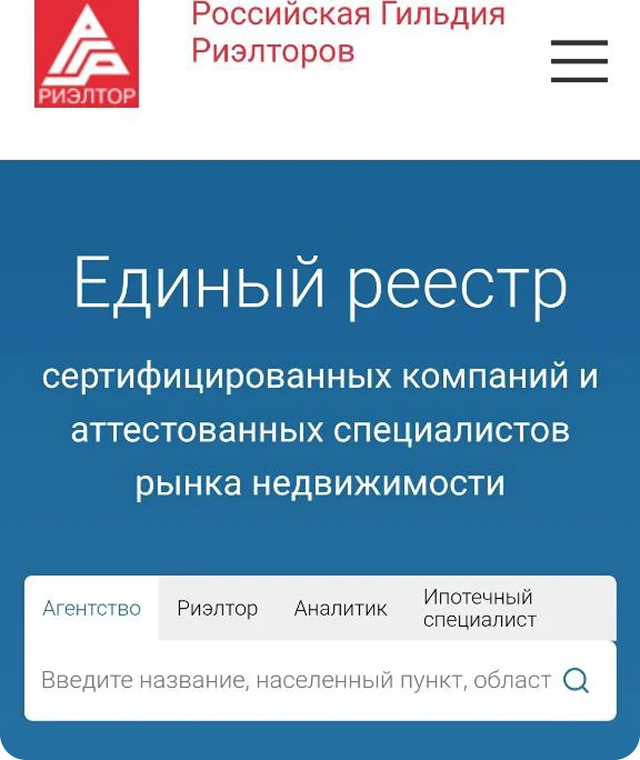 Российская Гильдия
Риэлторов
РИЭЛТОР
Единый реестр
сертифицированных компаний и
аттестованных специалистов
рынка недвижимости
Агентство Риэлтор Аналитик Ипотечный
специалист
Введите название, населенный пункт, област